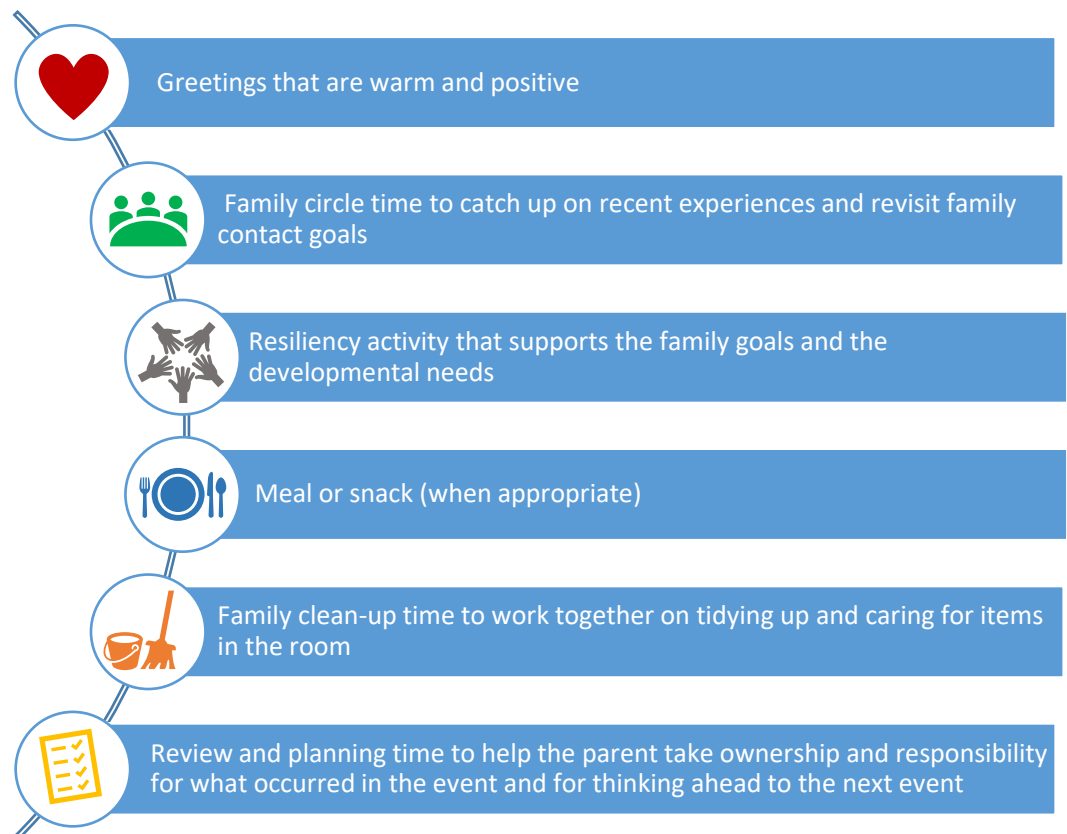 Greetings that are warm and positive
Family circle time to catch up on recent experiences and revisit family
contact goals
Resiliency activity that supports the family goals and the
developmental needs
Meal or snack (when appropriate)
Family clean-up time to work together on tidying up and caring for items
in the room
Review and planning time to help the parent take ownership and responsibility
for what occurred in the event and for thinking ahead to the next event